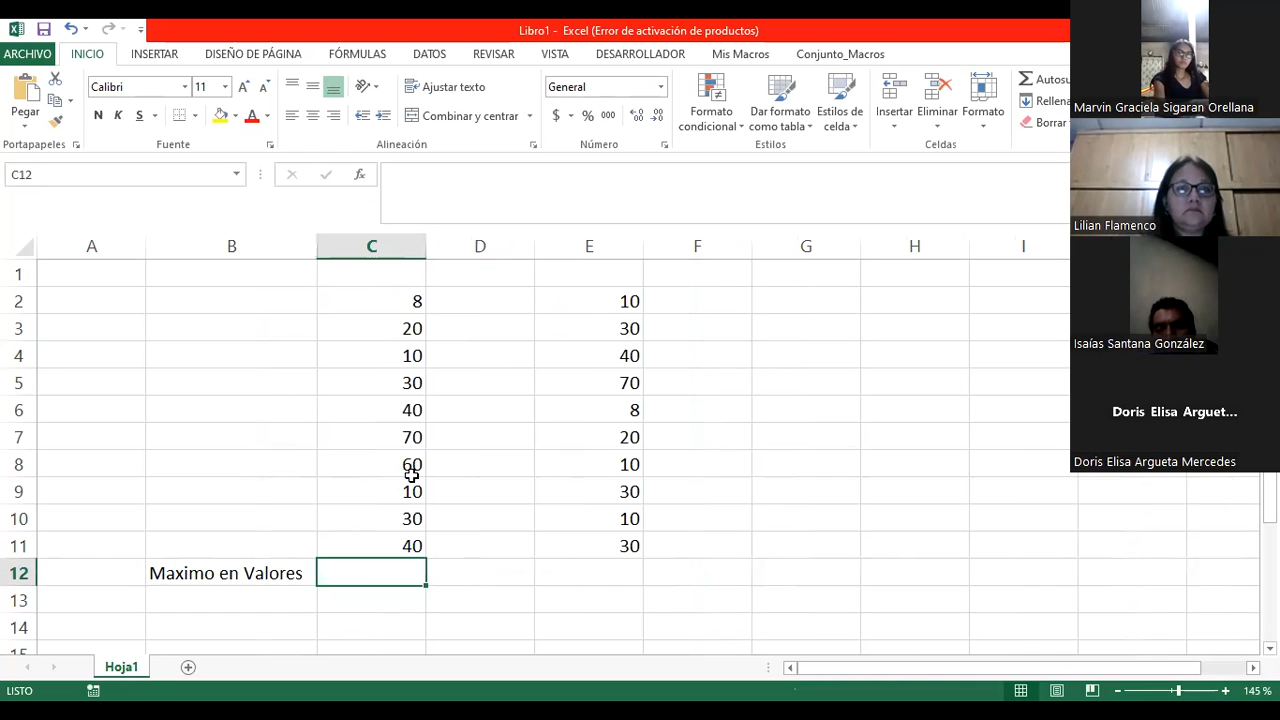 Libro1 - Excel (Error de activación de productos)
ARCHIVO INICIO INSERTAR DISEÑO DE PÁGINA FÓRMULAS DATOS REVISAR VISTA DESARROLLADOR Mis Macros Conjunto_Macros
Pegar
Portapapeles
Calibri 11
N K S
Fuente
Ajustar texto
Combinar y centrar
Alineación
General
$ % 000
Número
Formato condicional
Dar formato como tabla
Estilos de celda
Estilos
Insertar Eliminar Formato
Celdas
Autosu
Rellena
Borrar
C12
A B C D E F G H I
1
2 8 10
3 20 30
4 10 40
5 30 70
6 40 8
7 70 20
8 60 10
9 10 30
10 30 10
11 40 30
12 Maximo en Valores
13
14
15
Hoja1
LISTO
145 %
Marvin Graciela Sigaran Orellana
Lilian Flamenco
Isaías Santana González
Doris Elisa Arguet...
Doris Elisa Argueta Mercedes